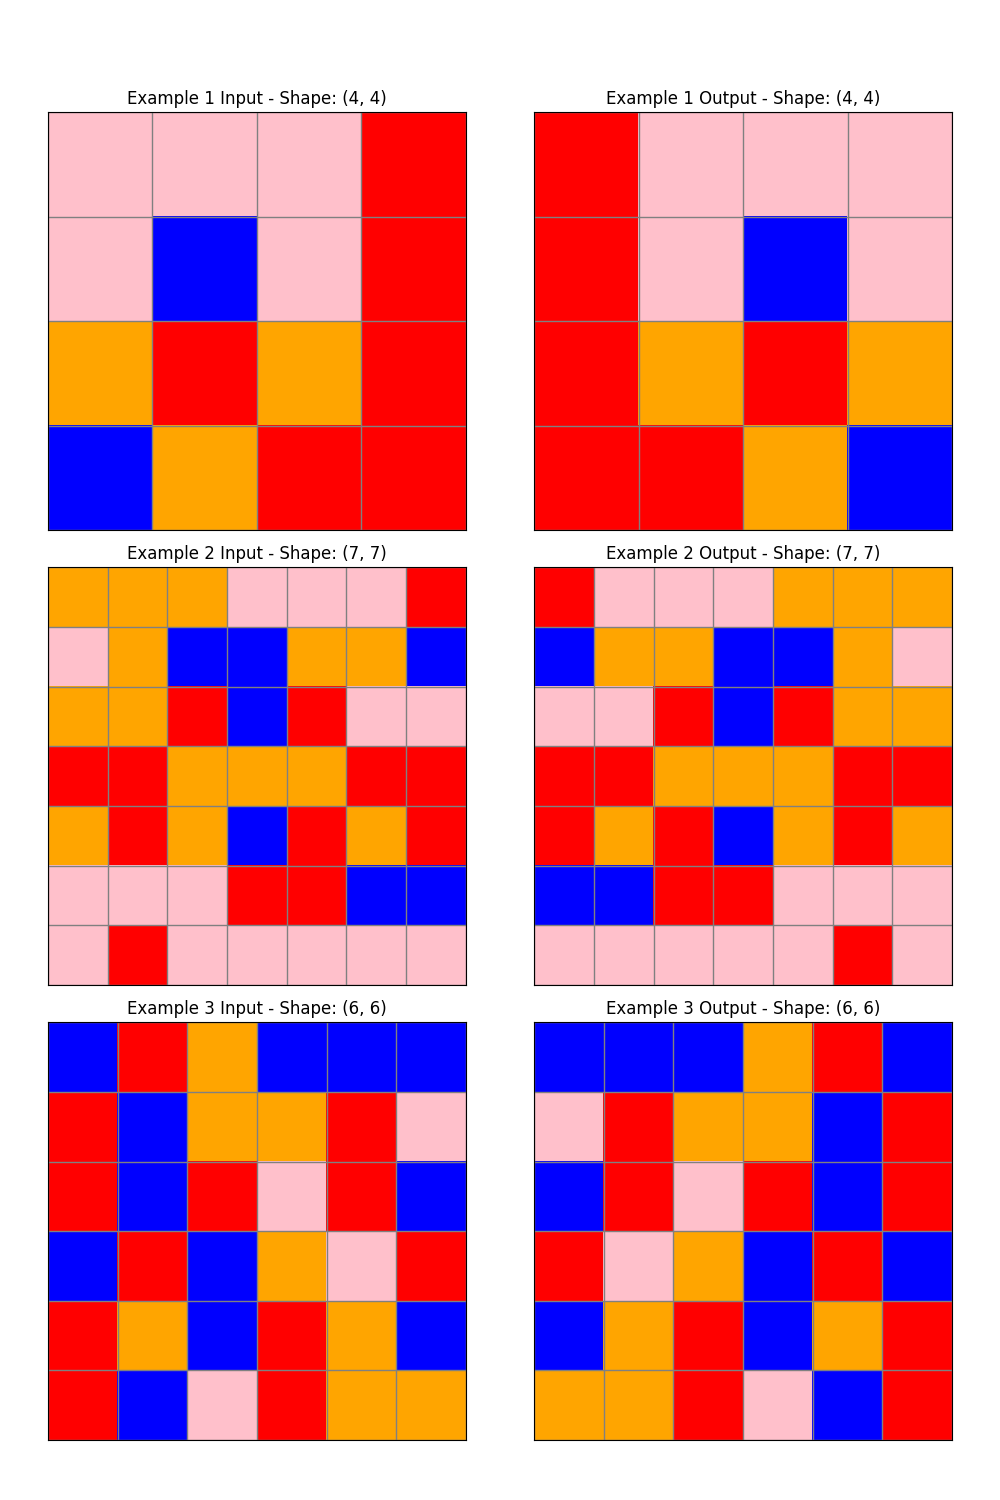 Example 1 Input - Shape: (4, 4)
Example 1 Output - Shape: (4, 4)
Example 2 Input - Shape: (7, 7)
Example 2 Output - Shape: (7, 7)
Example 3 Input - Shape: (6, 6)
Example 3 Output - Shape: (6, 6)